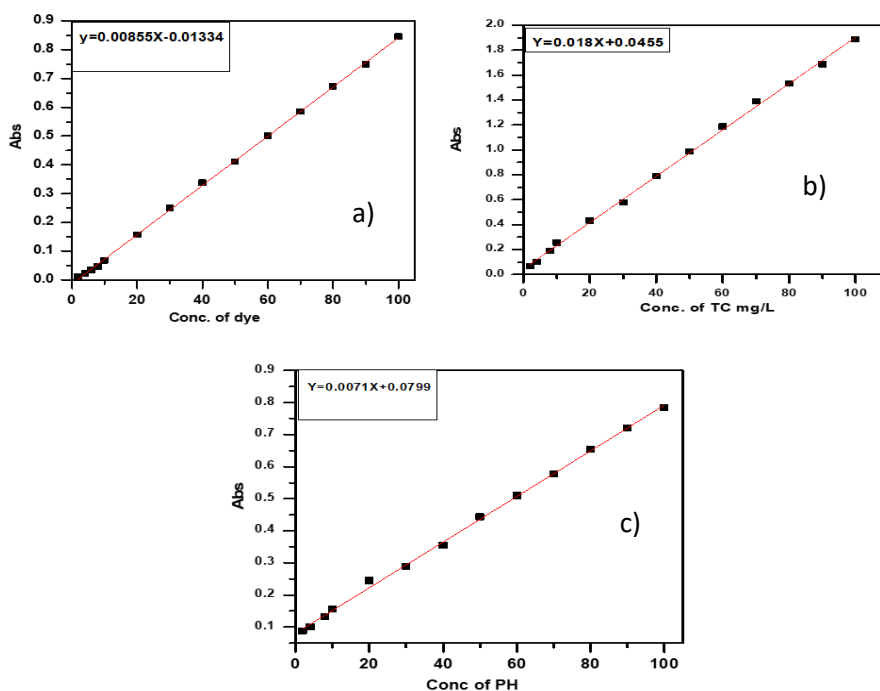 y=0.00855X-0.01334
0.9
0.8
0.7
0.6
0.5
0.4
0.3
0.2
0.1
0.0
Abs
a)
0 20 40 60 80 100
Conc. of dye
Y=0.018X+0.0455
2.0
1.8
1.6
1.4
1.2
1.0
0.8
0.6
0.4
0.2
0.0
Abs
b)
0 20 40 60 80 100
Conc. of TC mg/L
Y=0.0071X+0.0799
0.9
0.8
0.7
0.6
0.5
0.4
0.3
0.2
0.1
Abs
c)
0 20 40 60 80 100
Conc of PH